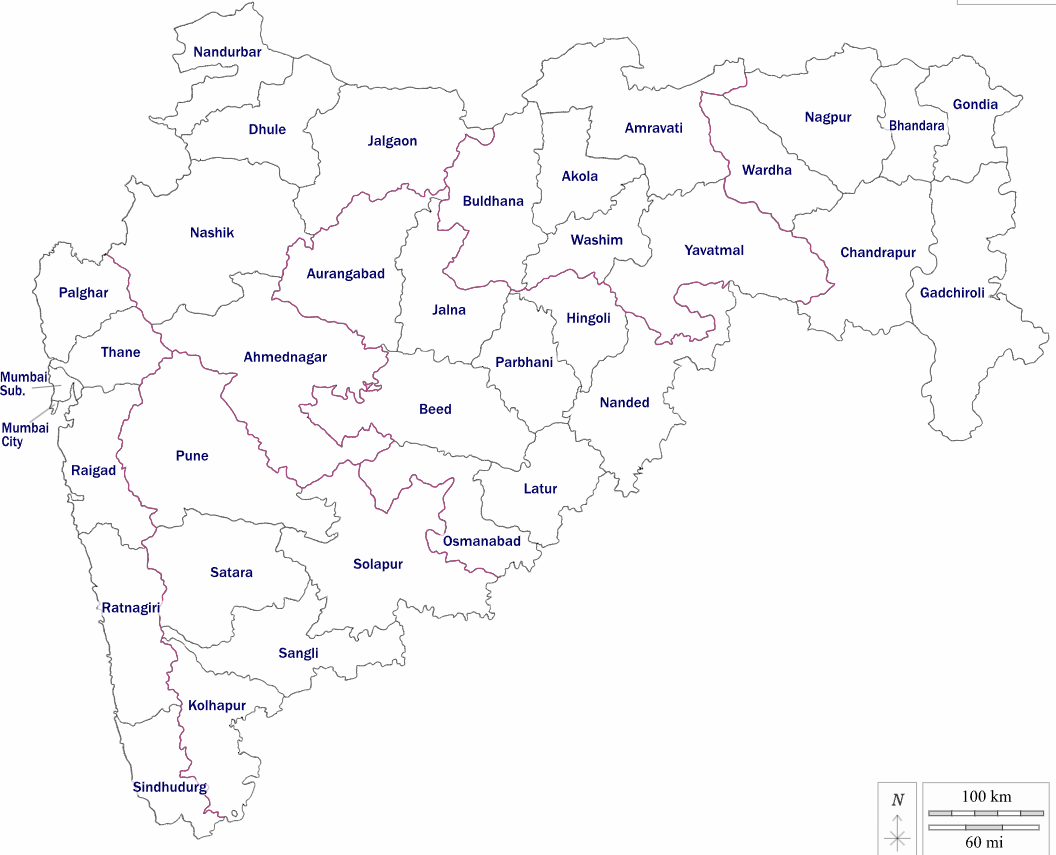 Nandurbar
Gondia
Nagpur
Bhandara
Amravati
Dhule
Jalgaon
Wardha
Akola
Buldhana
Nashik
Washim
Yavatmal
Chandrapur
Aurangabad
Palghar
Gadchiroli
Jalna
Hingoli
Thane
Ahmednagar
Parbhani
Mumbai
Sub.
Nanded
Beed
Mumbai
City
Pune
Raigad
Latur
Osmanabad
Solapur
Satara
Ratnagiri
Sangli
Kolhapur
Sindhudurg
N
100 km
60 mi